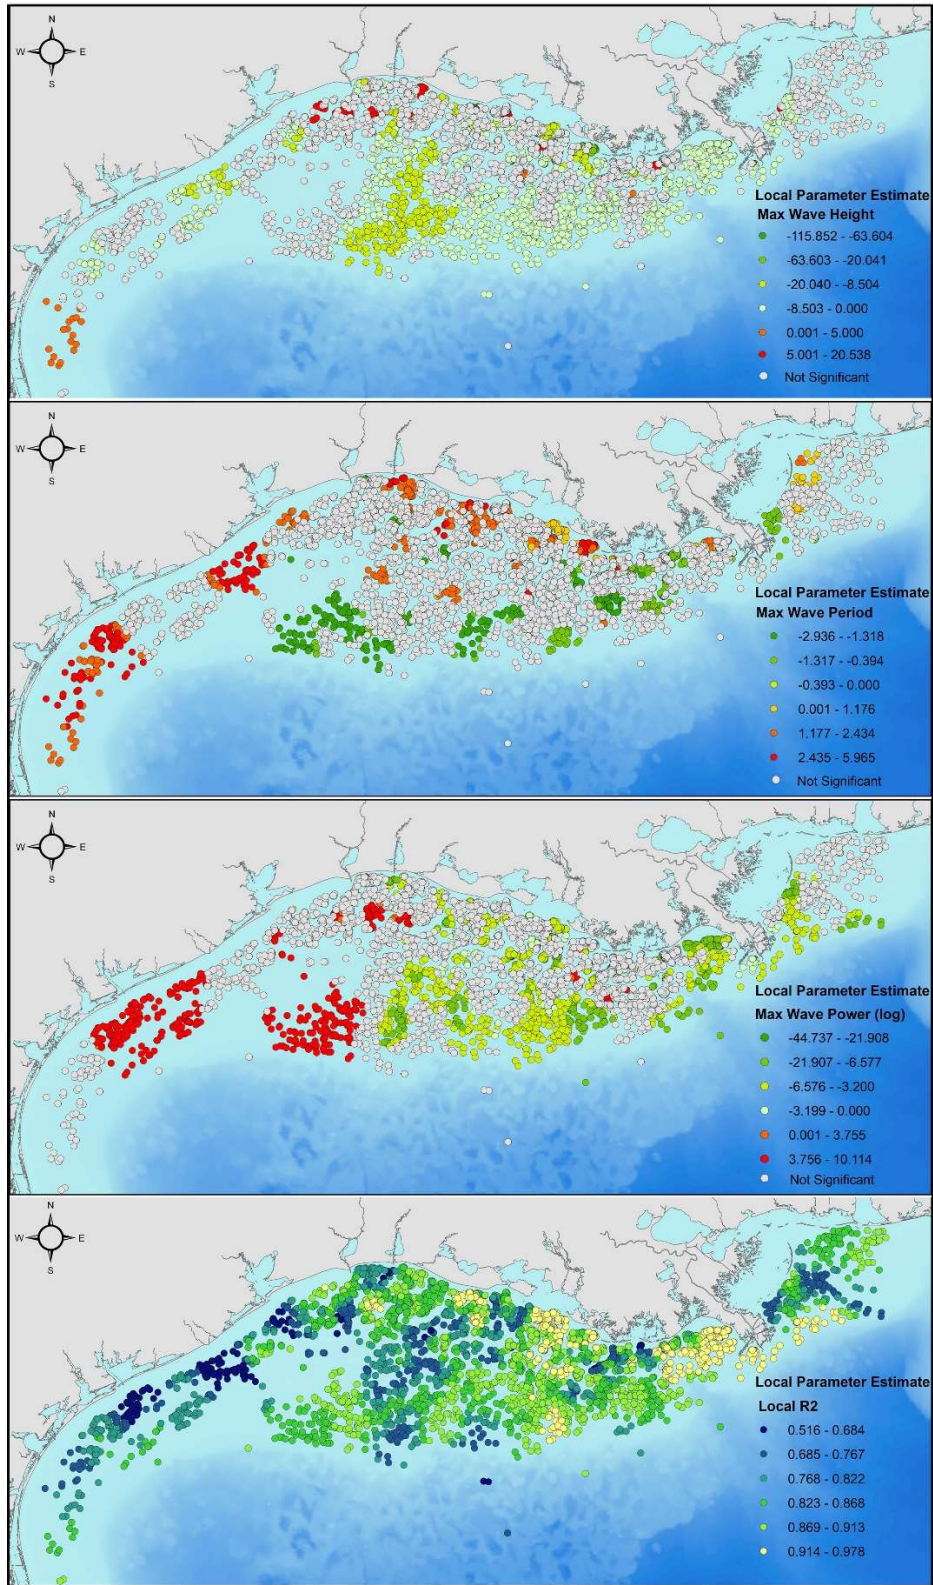 N
W E
S
Local Parameter Estimate
Max Wave Height
-115.852 - -63.604
-63.603 - -20.041
-20.040 - -8.504
-8.503 - 0.000
0.001 - 5.000
5.001 - 20.538
Not Significant
N
W E
S
Local Parameter Estimate
Max Wave Period
-2.936 - -1.318
-1.317 - -0.394
-0.393 - 0.000
0.001 - 1.176
1.177 - 2.434
2.435 - 5.965
Not Significant
N
W E
S
Local Parameter Estimate
Max Wave Power (log)
-44.737 - -21.908
-21.907 - -6.577
-6.576 - -3.200
-3.199 - 0.000
0.001 - 3.755
3.756 - 10.114
Not Significant
N
W E
S
Local Parameter Estimate
Local R2
0.516 - 0.684
0.685 - 0.767
0.768 - 0.822
0.823 - 0.868
0.869 - 0.913
0.914 - 0.978